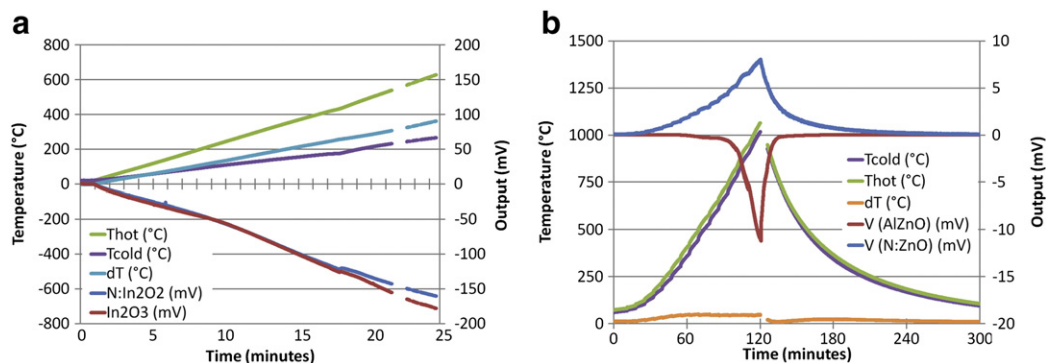 a
Temperature (°C)
800
600
400
200
0
-200
-400
-600
-800
0
5
10
15
20
25
Time (minutes)
200
150
100
50
0
-50
-100
-150
-200
Output (mV)
Thot (°C)
Tcold (°C)
dT (°C)
N:In2O2 (mV)
In2O3 (mV)
b
Temperature (°C)
1500
1250
1000
750
500
250
0
0
60
120
180
240
300
Time (minutes)
10
5
0
-5
-10
-15
-20
Output (mV)
Tcold (°C)
Thot (°C)
dT (°C)
V (AlZnO) (mV)
V (N:ZnO) (mV)